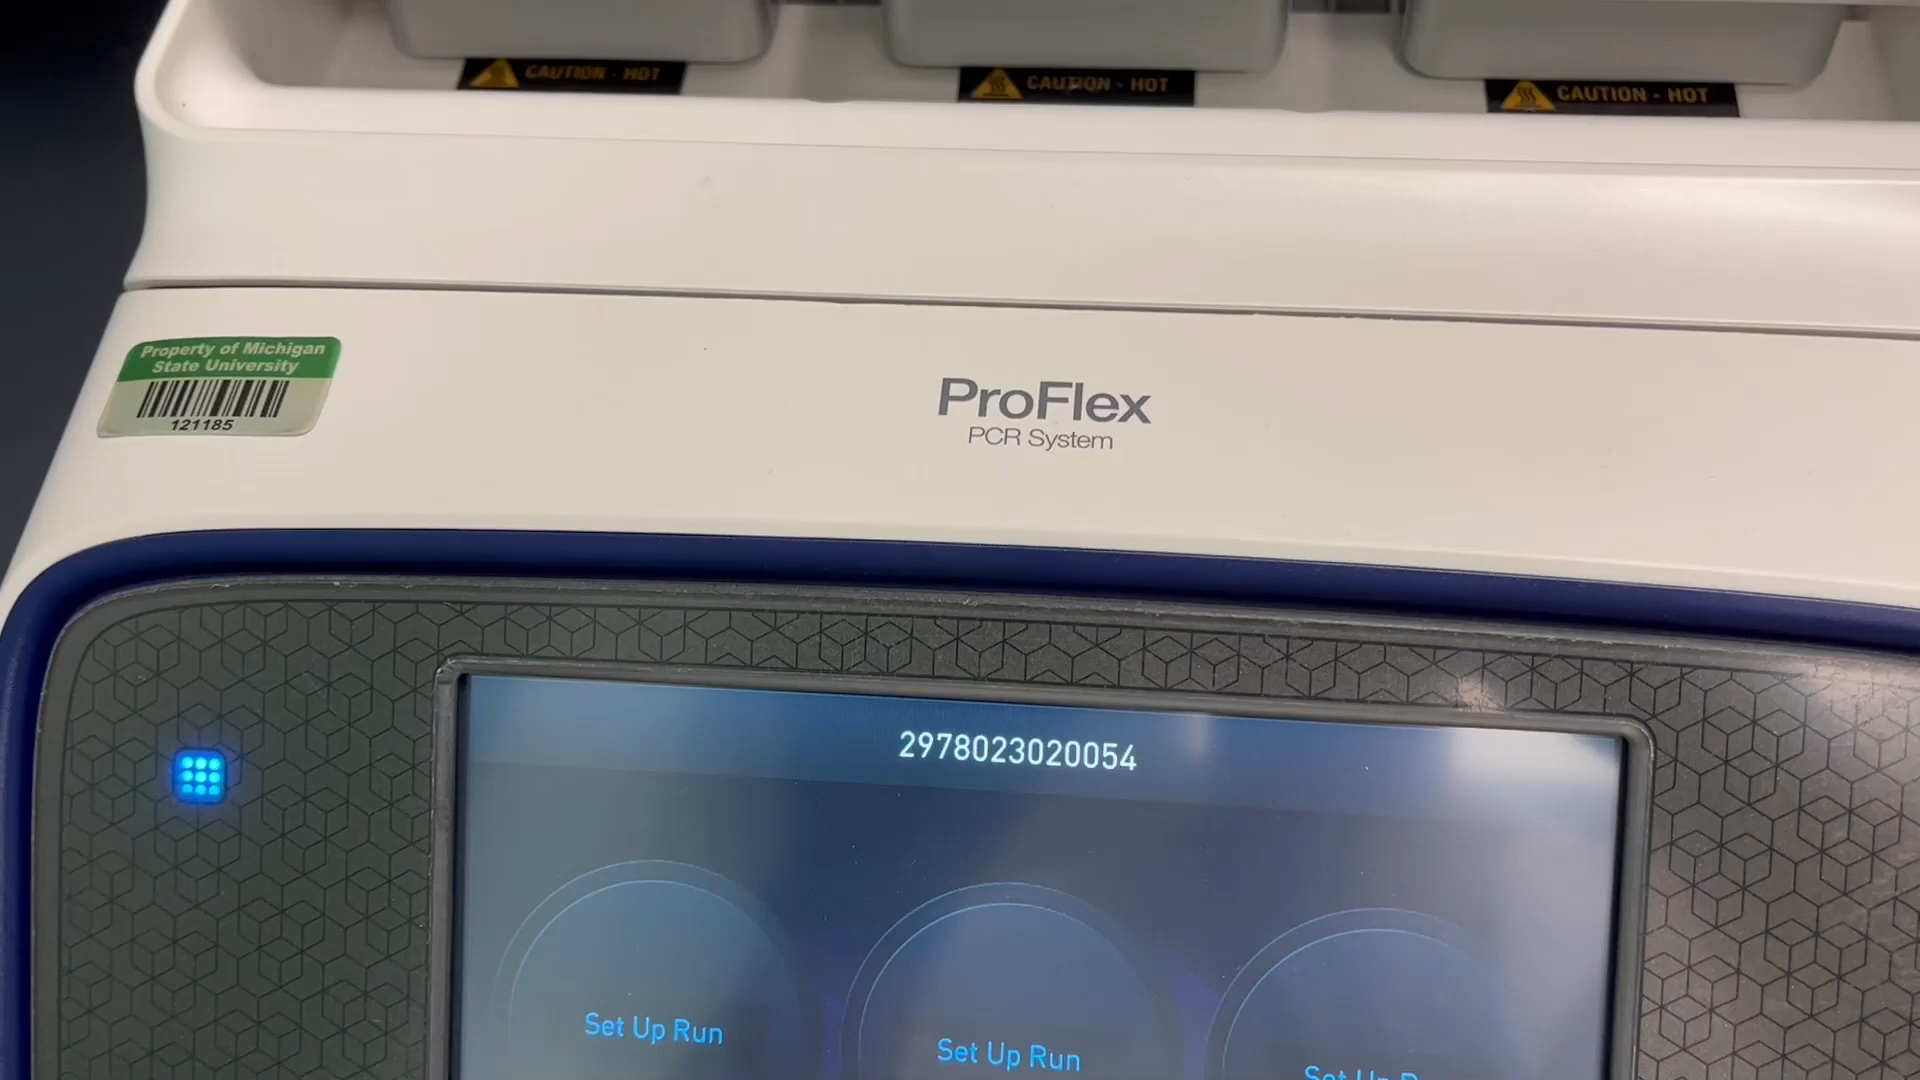 CAUTION - HOT
CAUTION - HOT
CAUTION - HOT
Property of Michigan
State University
121185
ProFlex
PCR System
2978023020054
Set Up Run
Set Up Run
Set Up